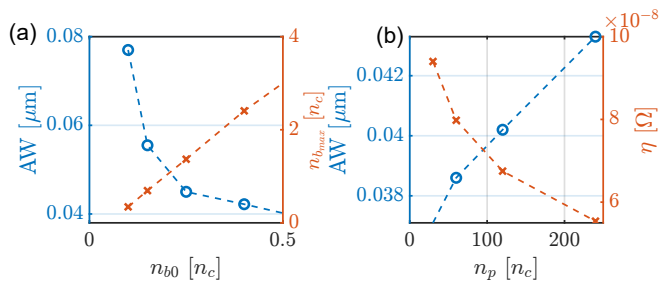 (a)
0.08
0.06
0.04
AW [μm]
0
0.5
n_{b0} [n_c]
4
2
0
n_{b_{max}} [n_c]
(b)
0.042
0.04
0.038
AW [μm]
0
100
200
n_p [n_c]
×10^{-8}
10
8
6
η [Ω]